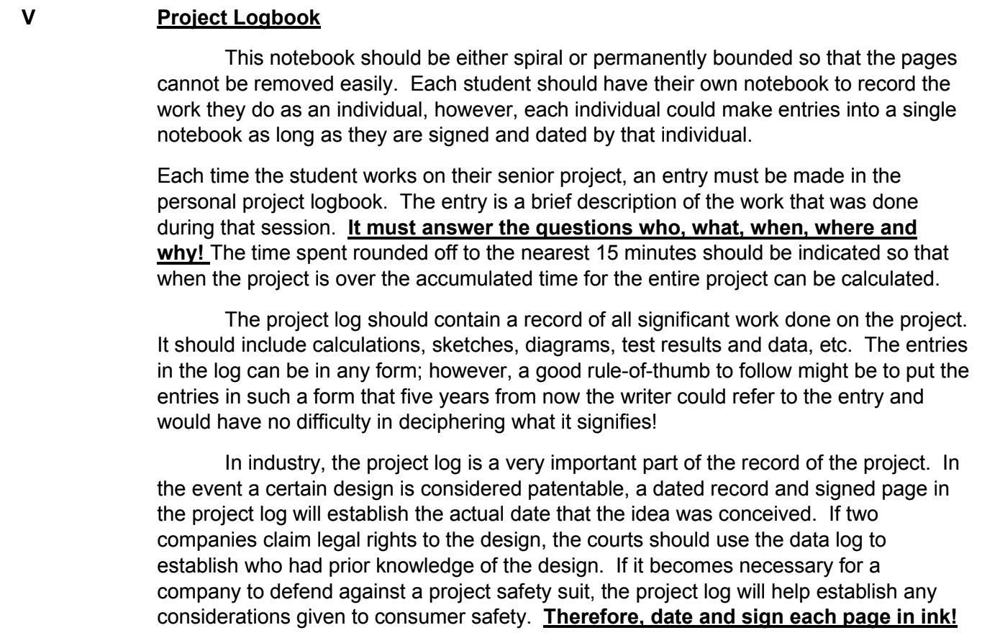 V Project Logbook
This notebook should be either spiral or permanently bounded so that the pages
cannot be removed easily. Each student should have their own notebook to record the
work they do as an individual, however, each individual could make entries into a single
notebook as long as they are signed and dated by that individual.
Each time the student works on their senior project, an entry must be made in the
personal project logbook. The entry is a brief description of the work that was done
during that session. It must answer the questions who, what, when, where and
why! The time spent rounded off to the nearest 15 minutes should be indicated so that
when the project is over the accumulated time for the entire project can be calculated.
The project log should contain a record of all significant work done on the project.
It should include calculations, sketches, diagrams, test results and data, etc. The entries
in the log can be in any form; however, a good rule-of-thumb to follow might be to put the
entries in such a form that five years from now the writer could refer to the entry and
would have no difficulty in deciphering what it signifies!
In industry, the project log is a very important part of the record of the project. In
the event a certain design is considered patentable, a dated record and signed page in
the project log will establish the actual date that the idea was conceived. If two
companies claim legal rights to the design, the courts should use the data log to
establish who had prior knowledge of the design. If it becomes necessary for a
company to defend against a project safety suit, the project log will help establish any
considerations given to consumer safety. Therefore, date and sign each page in ink!